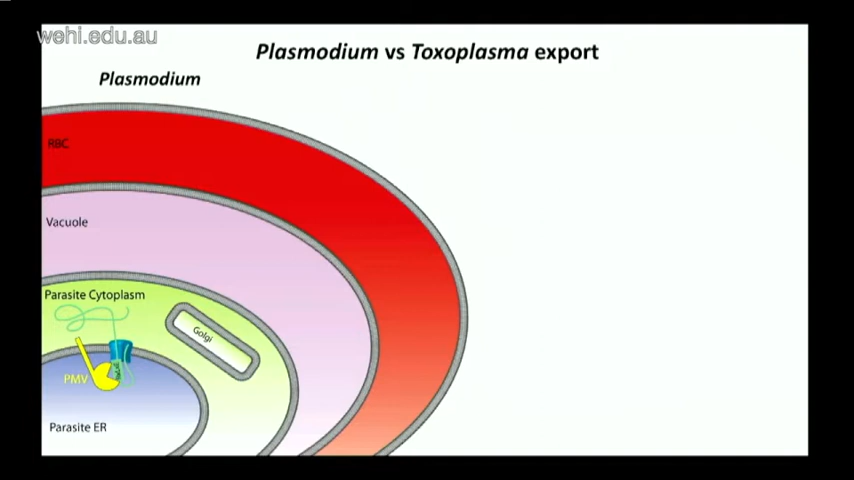 wehi.edu.au
Plasmodium vs Toxoplasma export
Plasmodium
RBC
Vacuole
Parasite Cytoplasm
Golgi
PMV
Parasite ER